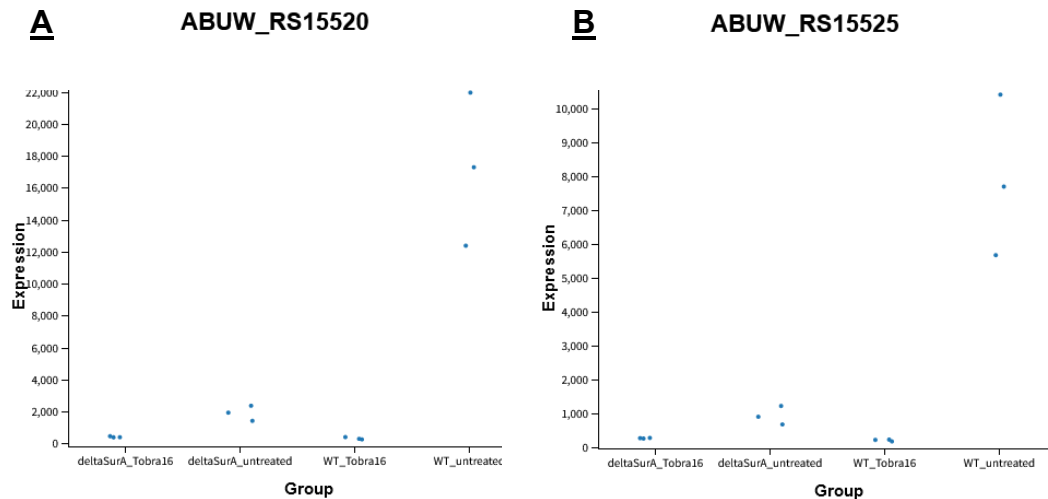 A
ABUW_RS15520
22,000
20,000
18,000
16,000
14,000
12,000
10,000
8,000
6,000
4,000
2,000
0
Expression
deltaSurA_Tobra16 deltaSurA_untreated WT_Tobra16 WT_untreated
Group
B
ABUW_RS15525
10,000
9,000
8,000
7,000
6,000
5,000
4,000
3,000
2,000
1,000
0
Expression
deltaSurA_Tobra16 deltaSurA_untreated WT_Tobra16 WT_untreated
Group